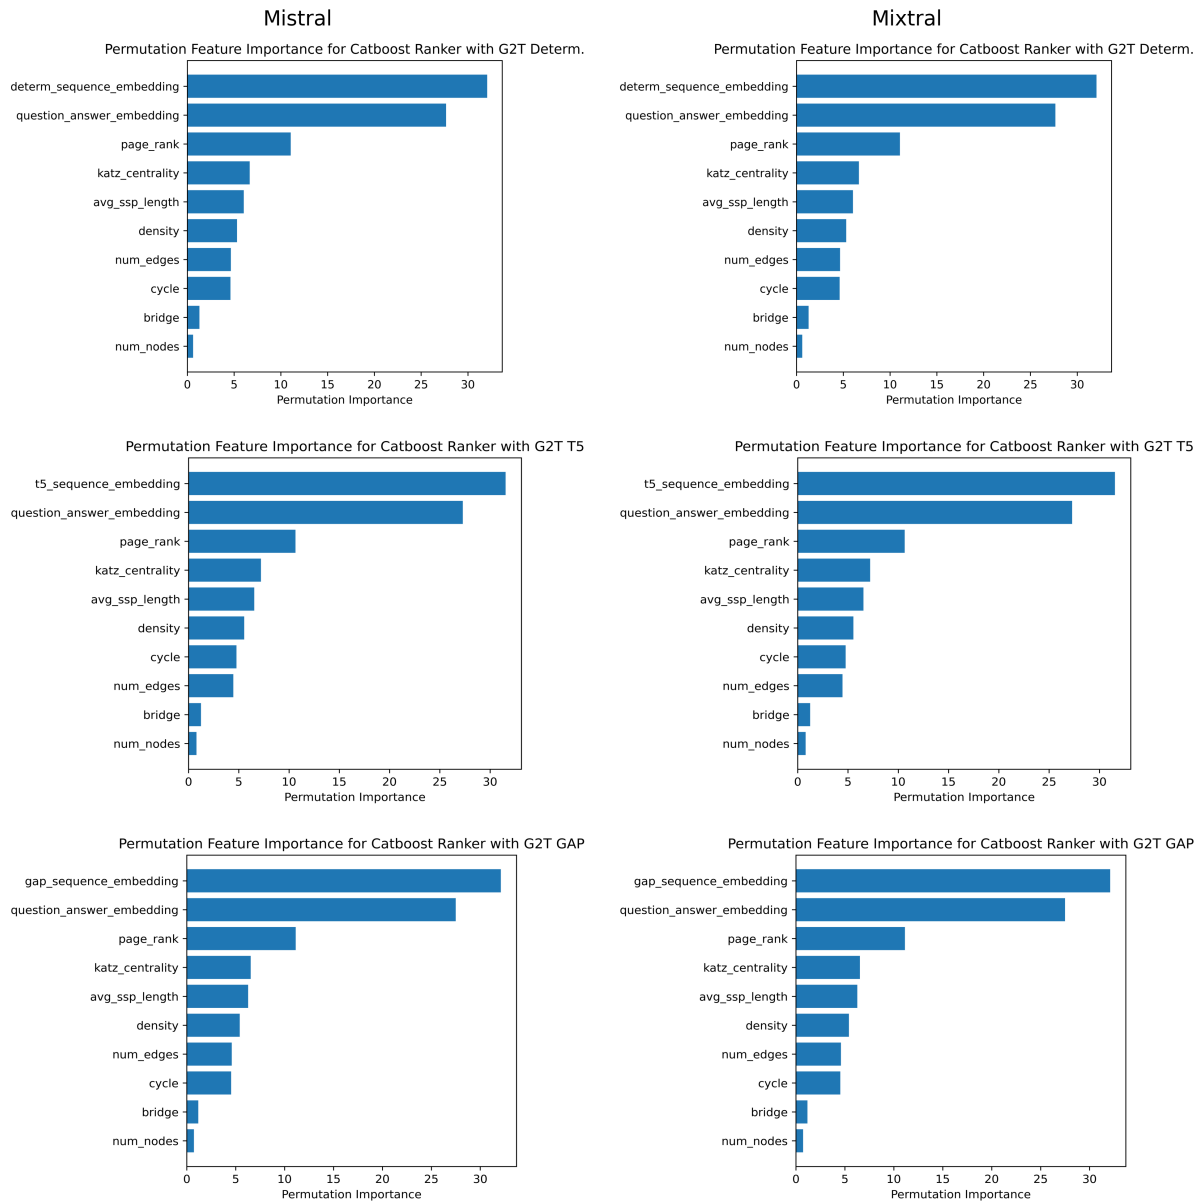 Mistral
Mixtral
Permutation Feature Importance for Catboost Ranker with G2T Determ.
determ_sequence_embedding
question_answer_embedding
page_rank
katz_centrality
avg_ssp_length
density
num_edges
cycle
bridge
num_nodes
0 5 10 15 20 25 30
Permutation Importance
Permutation Feature Importance for Catboost Ranker with G2T Determ.
determ_sequence_embedding
question_answer_embedding
page_rank
katz_centrality
avg_ssp_length
density
num_edges
cycle
bridge
num_nodes
0 5 10 15 20 25 30
Permutation Importance
Permutation Feature Importance for Catboost Ranker with G2T T5
t5_sequence_embedding
question_answer_embedding
page_rank
katz_centrality
avg_ssp_length
density
cycle
num_edges
bridge
num_nodes
0 5 10 15 20 25 30
Permutation Importance
Permutation Feature Importance for Catboost Ranker with G2T T5
t5_sequence_embedding
question_answer_embedding
page_rank
katz_centrality
avg_ssp_length
density
cycle
num_edges
bridge
num_nodes
0 5 10 15 20 25 30
Permutation Importance
Permutation Feature Importance for Catboost Ranker with G2T GAP
gap_sequence_embedding
question_answer_embedding
page_rank
katz_centrality
avg_ssp_length
density
num_edges
cycle
bridge
num_nodes
0 5 10 15 20 25 30
Permutation Importance
Permutation Feature Importance for Catboost Ranker with G2T GAP
gap_sequence_embedding
question_answer_embedding
page_rank
katz_centrality
avg_ssp_length
density
num_edges
cycle
bridge
num_nodes
0 5 10 15 20 25 30
Permutation Importance